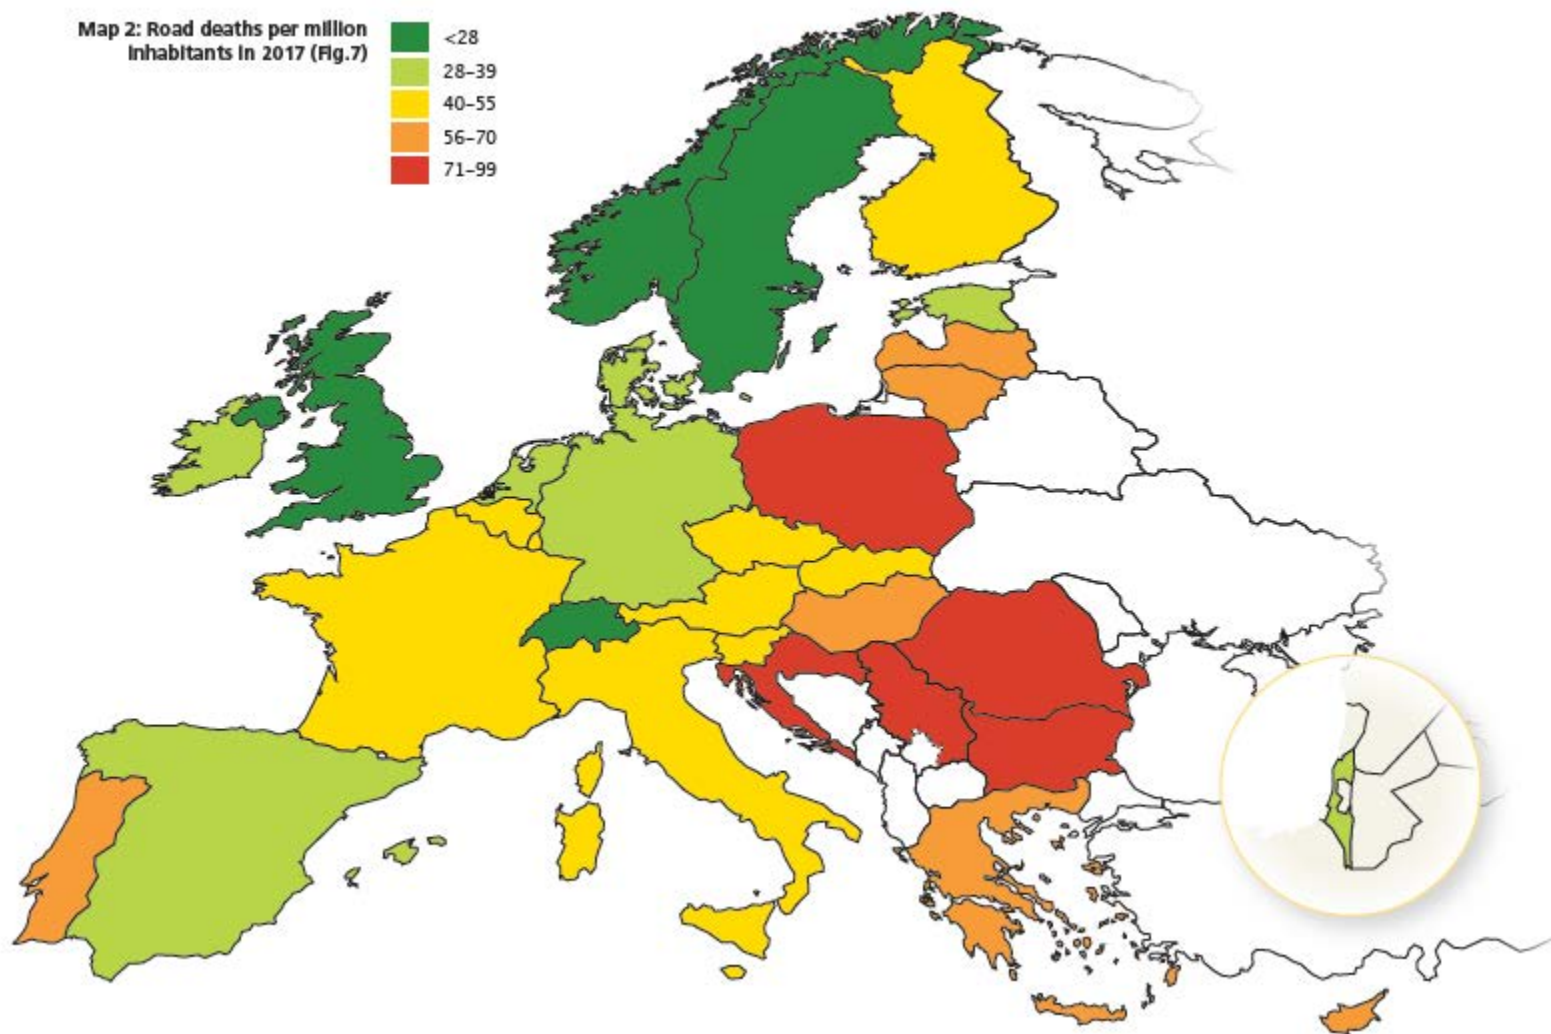 Map 2: Road deaths per million
inhabitants in 2017 (Fig.7)
<28
28–39
40–55
56–70
71–99